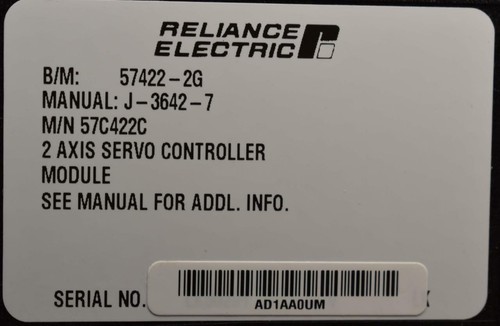 RELIANCE
ELECTRIC
B/M: 57422-2G
MANUAL: J-3642-7
M/N 57C422C
2 AXIS SERVO CONTROLLER
MODULE
SEE MANUAL FOR ADDL. INFO.
SERIAL NO.
AD1AA0UM